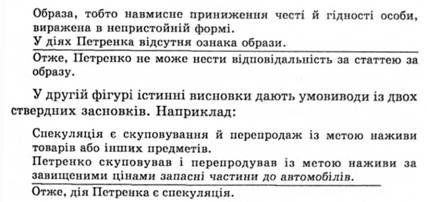 Образа, тобто навмисне приниження честі й гідності особи,
виражена в непристойній формі.
У діях Петренка відсутня ознака образи.
Отже, Петренко не може нести відповідальність за статтею за
образу.
У другій фігурі істинні висновки дають умовиводи із двох
ствердних засновків. Наприклад:
Спекуляція є скуповування й перепродаж із метою наживи
товарів або інших предметів.
Петренко скуповував і перепродував із метою наживи за
завищеними цінами запасні частини до автомобілів.
Отже, дія Петренка є спекуляція.